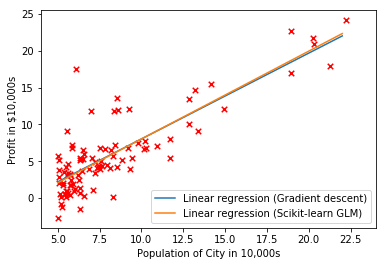 25
20
15
10
5
0
Profit in $10,000s
Linear regression (Gradient descent)
Linear regression (Scikit-learn GLM)
5.0 7.5 10.0 12.5 15.0 17.5 20.0 22.5
Population of City in 10,000s